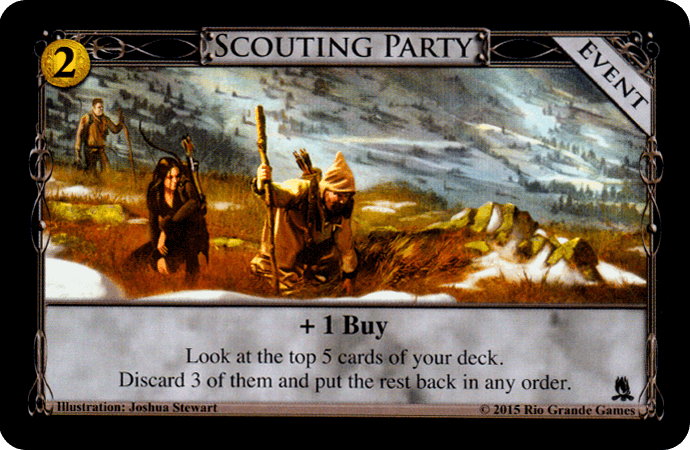 2
SCOUTING PARTY
EVENT
+ 1 Buy
Look at the top 5 cards of your deck.
Discard 3 of them and put the rest back in any order.
Illustration: Joshua Stewart
© 2015 Rio Grande Games